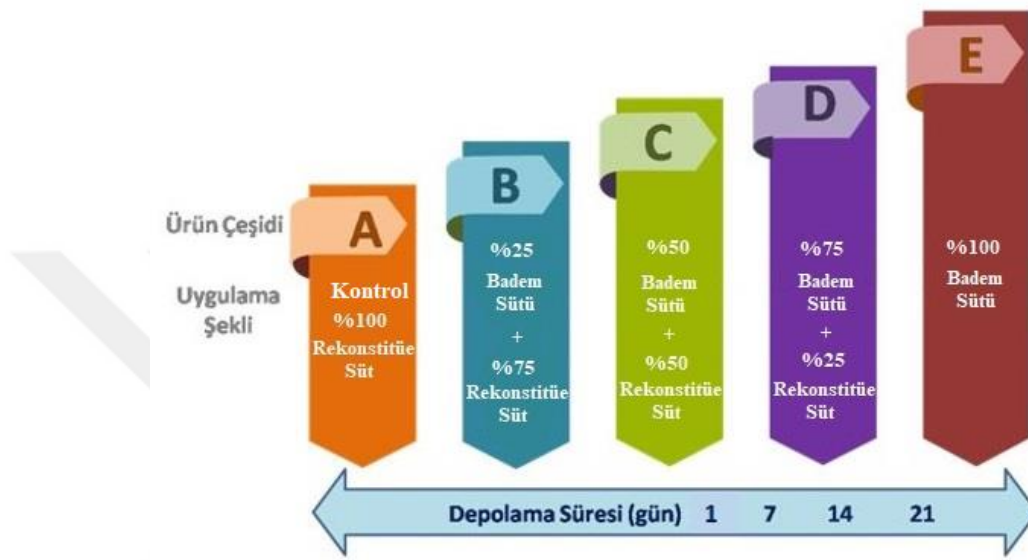 Ürün Çeşidi
Uygulama
Şekli
A
Kontrol
%100
Rekonstitüe
Süt
B
%25
Badem
Sütü
+
%75
Rekonstitüe
Süt
C
%50
Badem
Sütü
+
%50
Rekonstitüe
Süt
D
%75
Badem
Sütü
+
%25
Rekonstitüe
Süt
E
%100
Badem
Sütü
Depolama Süresi (gün) 1 7 14 21